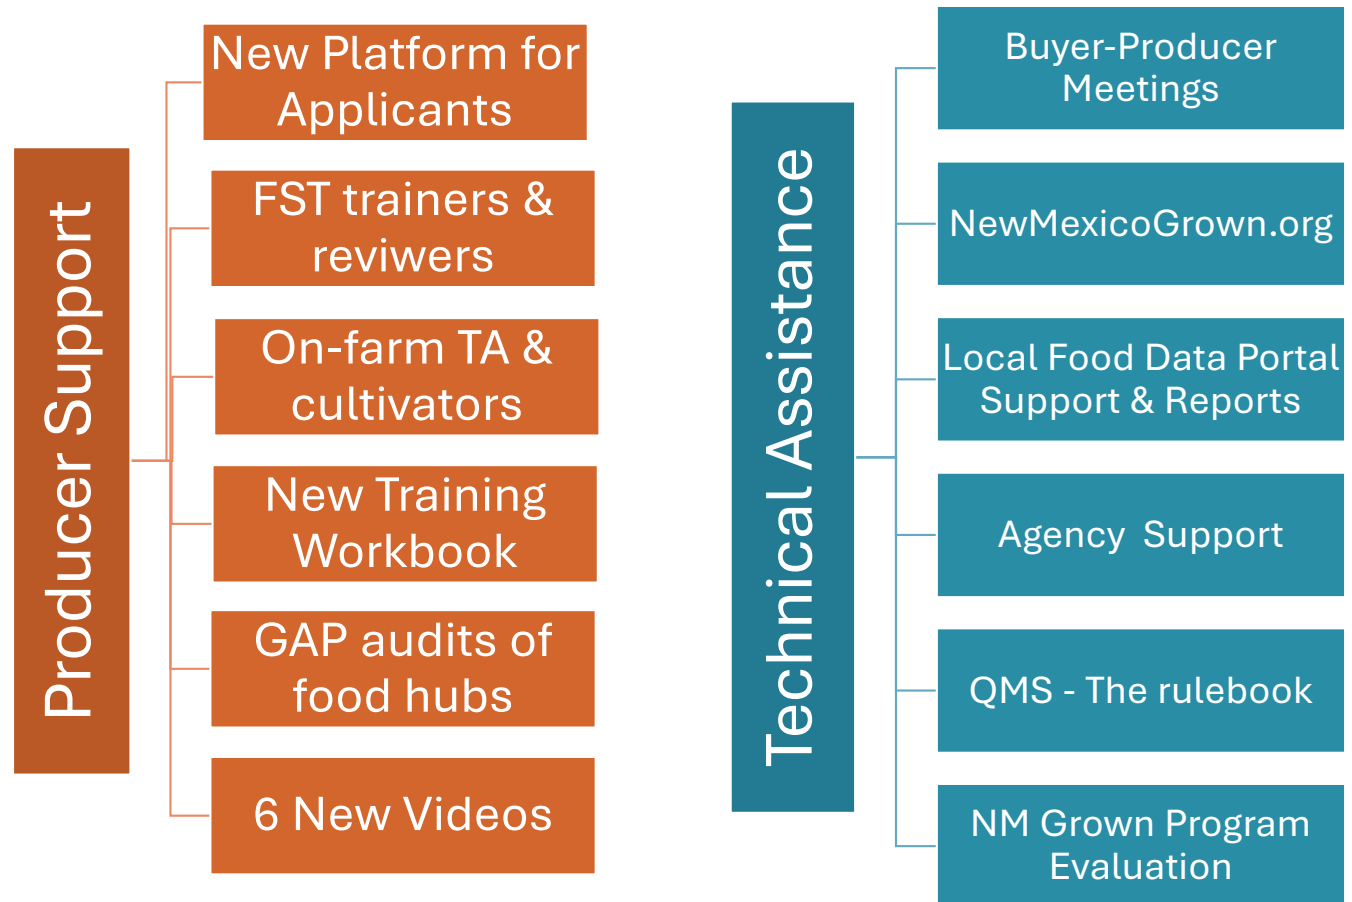 Producer Support
New Platform for
Applicants
FST trainers &
reviwers
On-farm TA &
cultivators
New Training
Workbook
GAP audits of
food hubs
6 New Videos
Technical Assistance
Buyer-Producer
Meetings
NewMexicoGrown.org
Local Food Data Portal
Support & Reports
Agency  Support
QMS - The rulebook
NM Grown Program
Evaluation